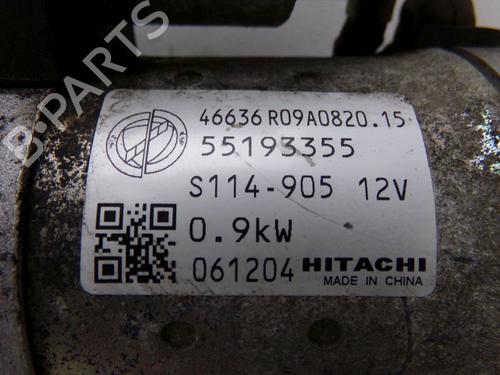 46636 R09A0820.15
55193355
S114-905 12V
0.9kW
061204 HITACHI
MADE IN CHINA
B-PARTS